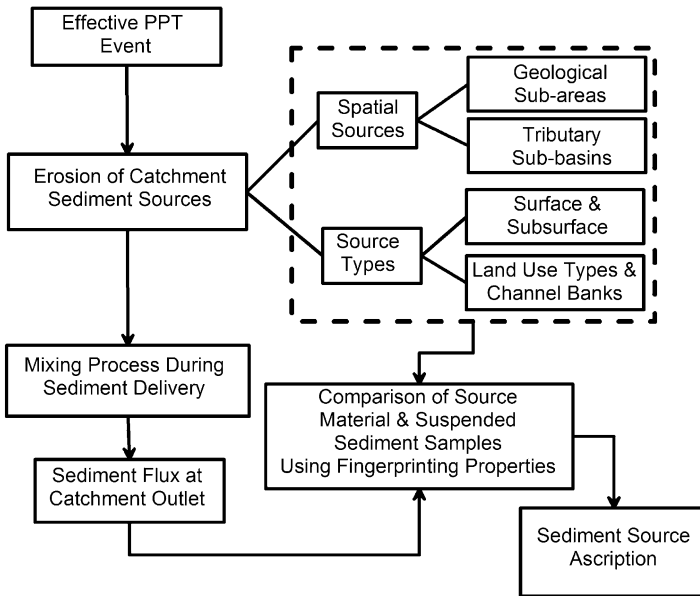 Effective PPT
Event
Erosion of Catchment
Sediment Sources
Spatial
Sources
Geological
Sub-areas
Tributary
Sub-basins
Source
Types
Surface &
Subsurface
Land Use Types &
Channel Banks
Mixing Process During
Sediment Delivery
Sediment Flux at
Catchment Outlet
Comparison of Source
Material & Suspended
Sediment Samples
Using Fingerprinting Properties
Sediment Source
Ascription